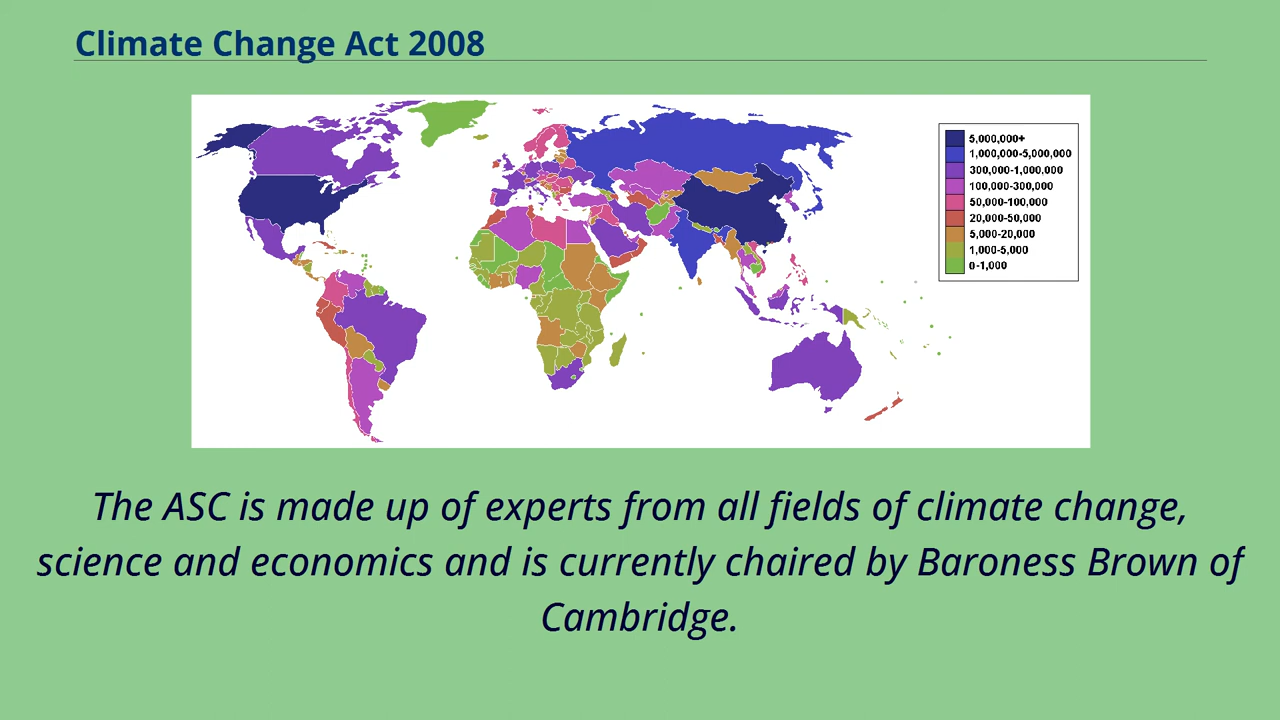 Climate Change Act 2008
5,000,000+
1,000,000-5,000,000
300,000-1,000,000
100,000-300,000
50,000-100,000
20,000-50,000
5,000-20,000
1,000-5,000
0-1,000
The ASC is made up of experts from all fields of climate change,
science and economics and is currently chaired by Baroness Brown of
Cambridge.